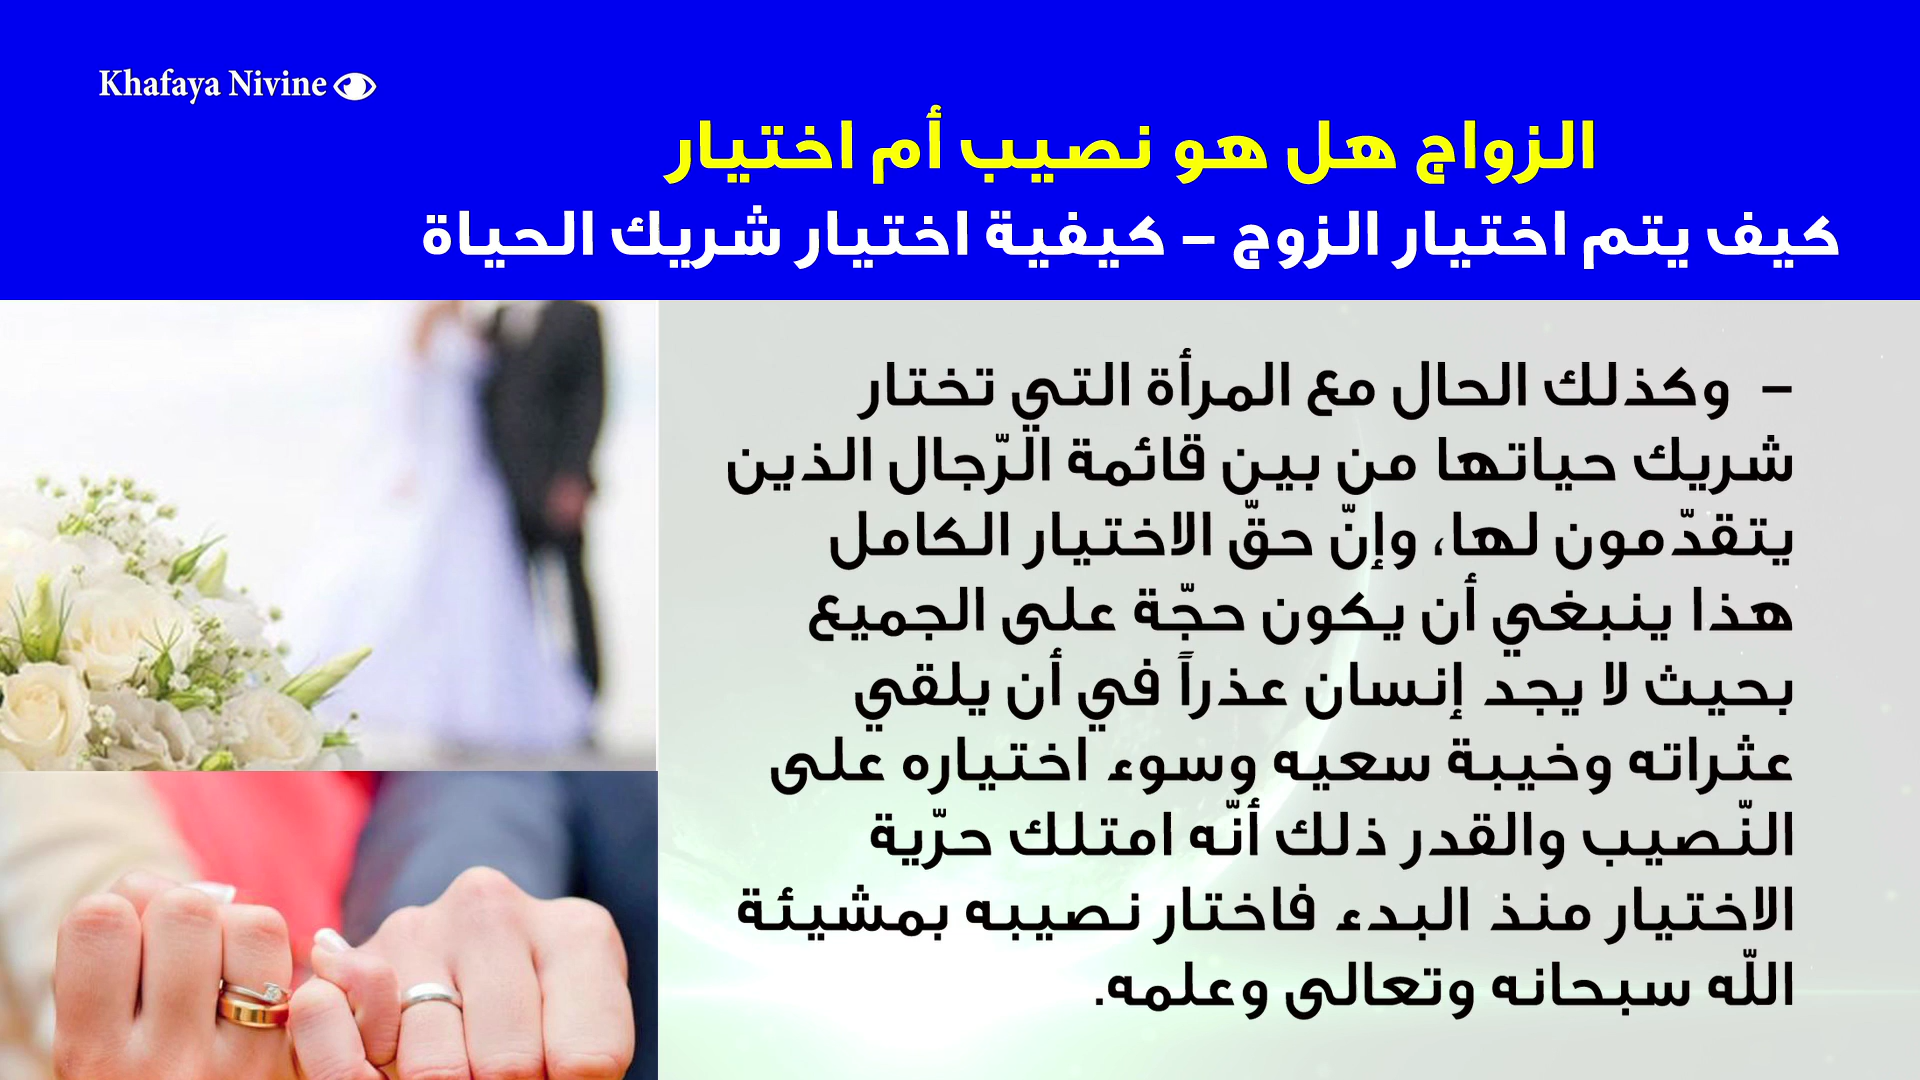 Khafaya Nivine
الزواج هل هو نصيب أم اختيار
كيف يتم اختيار الزوج – كيفية اختيار شريك الحياة
– وكذلك الحال مع المرأة التي تختار
شريك حياتها من بين قائمة الرّجال الذين
يتقدّمون لها، وإنّ حقّ الاختيار الكامل
هذا ينبغي أن يكون حجّة على الجميع
بحيث لا يجد إنسان عذراً في أن يلقي
عثراته وخيبة سعيه وسوء اختياره على
النّصيب والقدر ذلك أنّه امتلك حرّية
الاختيار منذ البدء فاختار نصيبه بمشيئة
اللّه سبحانه وتعالى وعلمه.